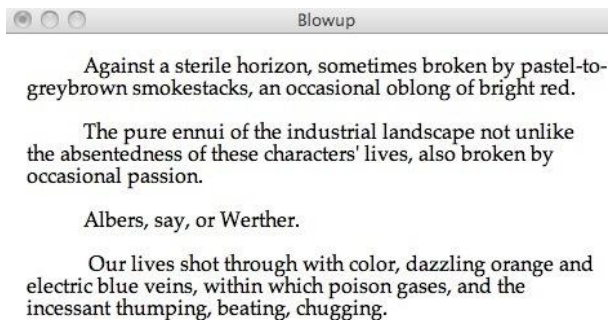 Blowup
Against a sterile horizon, sometimes broken by pastel-to-
greybrown smokestacks, an occasional oblong of bright red.
The pure ennui of the industrial landscape not unlike
the absentedness of these characters' lives, also broken by
occasional passion.
Albers, say, or Werther.
Our lives shot through with color, dazzling orange and
electric blue veins, within which poison gases, and the
incessant thumping, beating, chugging.